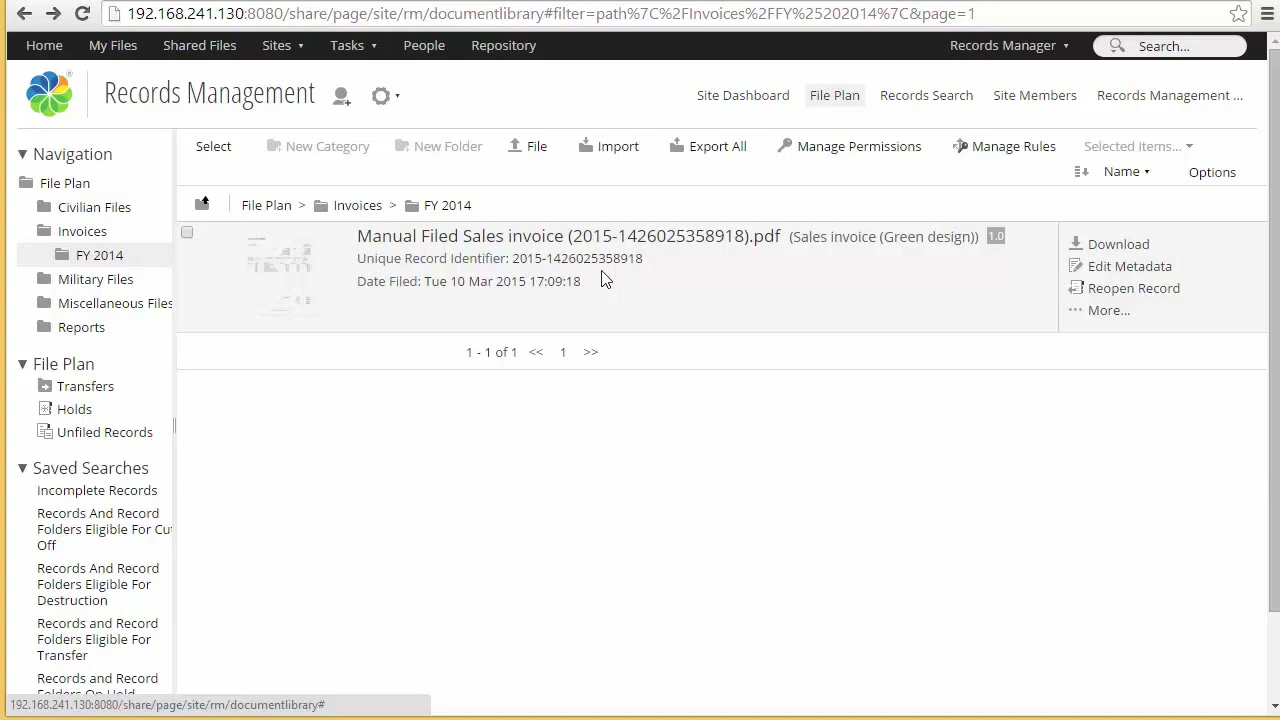 192.168.241.130:8080/share/page/site/rm/documentlibrary#filter=path%7C%2FInvoices%2FFY%25202014%7C&page=1
Home My Files Shared Files Sites Tasks People Repository Records Manager Search...
Records Management Site Dashboard File Plan Records Search Site Members Records Management ...
Navigation
File Plan
Civilian Files
Invoices
FY 2014
Military Files
Miscellaneous Files
Reports
File Plan
Transfers
Holds
Unfiled Records
Saved Searches
Incomplete Records
Records And Record
Folders Eligible For Cut
Off
Records And Record
Folders Eligible For
Destruction
Records and Record
Folders Eligible For
Transfer
Records and Record
Folders On Hold
Select New Category New Folder File Import Export All Manage Permissions Manage Rules Selected Items...
Name Options
File Plan > Invoices > FY 2014
Manual Filed Sales invoice (2015-1426025358918).pdf (Sales invoice (Green design)) 1.0
Unique Record Identifier: 2015-1426025358918
Date Filed: Tue 10 Mar 2015 17:09:18
Download
Edit Metadata
Reopen Record
More...
1 - 1 of 1 << 1 >>
192.168.241.130:8080/share/page/site/rm/documentlibrary#